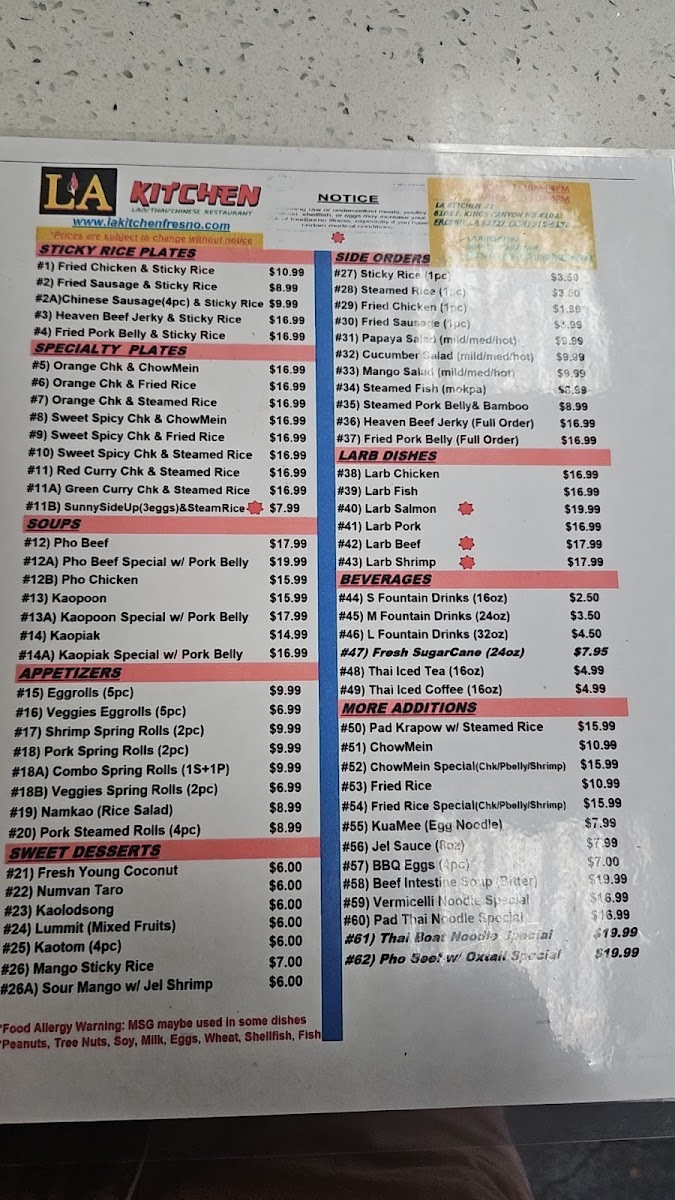 LA KITCHEN
LAO/THAI/CHINESE RESTAURANT
www.lakitchenfresno.com
*Prices are subject to change without notice
NOTICE
raw or undercooked meats, poultry
shellfish, or eggs may increase your
foodborne illness, especially if you have
certain medical conditions
STICKY RICE PLATES
#1) Fried Chicken & Sticky Rice $10.99
#2) Fried Sausage & Sticky Rice $8.99
#2A)Chinese Sausage(4pc) & Sticky Rice $9.99
#3) Heaven Beef Jerky & Sticky Rice $16.99
#4) Fried Pork Belly & Sticky Rice $16.99
SPECIALTY PLATES
#5) Orange Chk & ChowMein $16.99
#6) Orange Chk & Fried Rice $16.99
#7) Orange Chk & Steamed Rice $16.99
#8) Sweet Spicy Chk & ChowMein $16.99
#9) Sweet Spicy Chk & Fried Rice $16.99
#10) Sweet Spicy Chk & Steamed Rice $16.99
#11) Red Curry Chk & Steamed Rice $16.99
#11A) Green Curry Chk & Steamed Rice $16.99
#11B) SunnySideUp(3eggs)&SteamRice $7.99
SOUPS
#12) Pho Beef $17.99
#12A) Pho Beef Special w/ Pork Belly $19.99
#12B) Pho Chicken $15.99
#13) Kaopoon $15.99
#13A) Kaopoon Special w/ Pork Belly $17.99
#14) Kaopiak $14.99
#14A) Kaopiak Special w/ Pork Belly $16.99
APPETIZERS
#15) Eggrolls (5pc) $9.99
#16) Veggies Eggrolls (5pc) $6.99
#17) Shrimp Spring Rolls (2pc) $9.99
#18) Pork Spring Rolls (2pc) $9.99
#18A) Combo Spring Rolls (1S+1P) $9.99
#18B) Veggies Spring Rolls (2pc) $6.99
#19) Namkao (Rice Salad) $8.99
#20) Pork Steamed Rolls (4pc) $8.99
SWEET DESSERTS
#21) Fresh Young Coconut $6.00
#22) Numvan Taro $6.00
#23) Kaolodsong $6.00
#24) Lummit (Mixed Fruits) $6.00
#25) Kaotom (4pc) $6.00
#26) Mango Sticky Rice $7.00
#26A) Sour Mango w/ Jel Shrimp $6.00
*Food Allergy Warning: MSG maybe used in some dishes
*Peanuts, Tree Nuts, Soy, Milk, Eggs, Wheat, Shellfish, Fish
SIDE ORDERS
#27) Sticky Rice (1pc) $3.50
#28) Steamed Rice (1pc)
#29) Fried Chicken (1pc)
#30) Fried Sausage (1pc)
#31) Papaya Salad (mild/med/hot) $9.99
#32) Cucumber Salad (mild/med/hot) $9.99
#33) Mango Salad (mild/med/hot) $9.99
#34) Steamed Fish (mokpa)
#35) Steamed Pork Belly& Bamboo $8.99
#36) Heaven Beef Jerky (Full Order) $16.99
#37) Fried Pork Belly (Full Order) $16.99
LARB DISHES
#38) Larb Chicken $16.99
#39) Larb Fish $16.99
#40) Larb Salmon $19.99
#41) Larb Pork $16.99
#42) Larb Beef $17.99
#43) Larb Shrimp $17.99
BEVERAGES
#44) S Fountain Drinks (16oz) $2.50
#45) M Fountain Drinks (24oz) $3.50
#46) L Fountain Drinks (32oz) $4.50
#47) Fresh SugarCane (24oz) $7.95
#48) Thai Iced Tea (16oz) $4.99
#49) Thai Iced Coffee (16oz) $4.99
MORE ADDITIONS
#50) Pad Krapow w/ Steamed Rice $15.99
#51) ChowMein $10.99
#52) ChowMein Special(Chk/Pbelly/Shrimp) $15.99
#53) Fried Rice $10.99
#54) Fried Rice Special(Chk/Pbelly/Shrimp) $15.99
#55) KuaMee (Egg Noodle) $7.99
#56) Jel Sauce (8oz) $7.99
#57) BBQ Eggs (4pc) $7.00
#58) Beef Intestine Soup (Bitter) $19.99
#59) Vermicelli Noodle Special $16.99
#60) Pad Thai Noodle Special $16.99
#61) Thai Boat Noodle Special $19.99
#62) Pho Beef w/ Oxtail Special $19.99